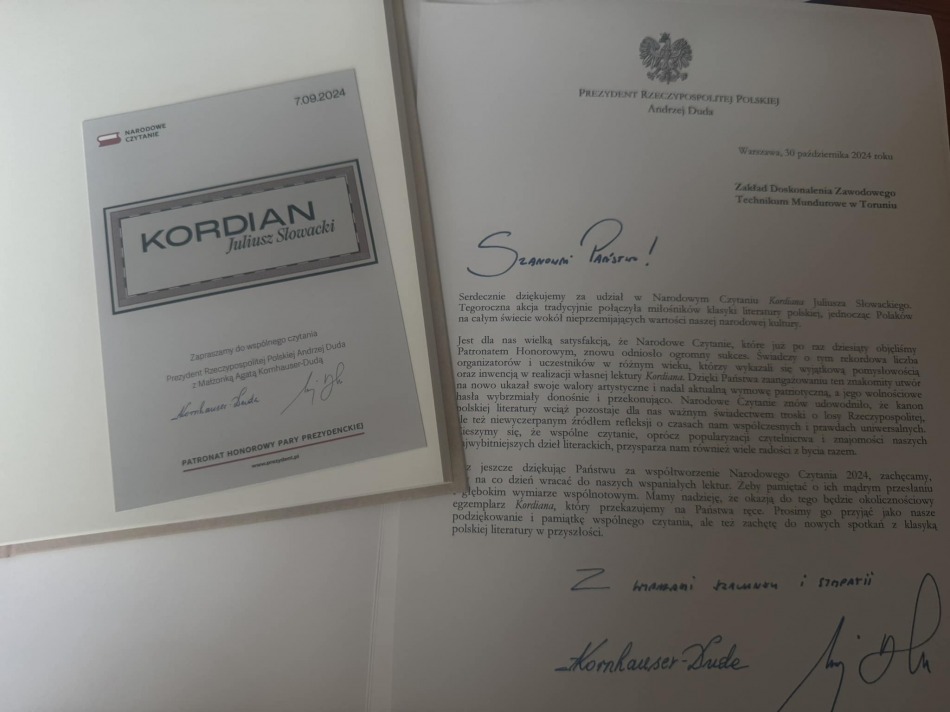 7.09.2024
NARODOWE
CZYTANIE
KORDIAN
Juliusz Słowacki
Zapraszamy do wspólnego czytania
Prezydent Rzeczypospolitej Polskiej Andrzej Duda
z Małżonką Agatą Kornhauser-Dudą
Kornhauser-Duda
PATRONAT HONOROWY PARY PREZYDENCKIEJ
www.prezydent.pl
PREZYDENT RZECZYPOSPOLITEJ POLSKIEJ
Andrzej Duda
Warszawa, 30 października 2024 roku
Zakład Doskonalenia Zawodowego
Technikum Mundurowe w Toruniu
Szanowni Państwo!
Serdecznie dziękujemy za udział w Narodowym Czytaniu Kordiana Juliusza Słowackiego.
Tegoroczna akcja tradycyjnie połączyła miłośników klasyki literatury polskiej, jednocząc Polaków
na całym świecie wokół nieprzemijających wartości naszej narodowej kultury.
Jest dla nas wielką satysfakcją, że Narodowe Czytanie, które już po raz dziesiąty objęliśmy
Patronatem Honorowym, znowu odniosło ogromny sukces. Świadczy o tym rekordowa liczba
organizatorów i uczestników w różnym wieku, którzy wykazali się wyjątkową pomysłowością
oraz inwencją w realizacji własnej lektury Kordiana. Dzięki Państwa zaangażowaniu ten znakomity utwór
na nowo ukazał swoje walory artystyczne i nadal aktualną wymowę patriotyczną, a jego wolnościowe
hasła wybrzmiały donośnie i przekonująco. Narodowe Czytanie znów udowodniło, że kanon
polskiej literatury wciąż pozostaje dla nas ważnym świadectwem troski o losy Rzeczypospolitej,
le też niewyczerpanym źródłem refleksji o czasach nam współczesnych i prawdach uniwersalnych.
ieszymy się, że wspólne czytanie, oprócz popularyzacji czytelnictwa i znajomości naszych
ajwybitniejszych dzieł literackich, przysparza nam również wiele radości z bycia razem.
z jeszcze dziękując Państwu za współtworzenie Narodowego Czytania 2024, zachęcamy,
na co dzień wracać do naszych wspaniałych lektur. Żeby pamiętać o ich mądrym przesłaniu
i głębokim wymiarze wspólnotowym. Mamy nadzieję, że okazją do tego będzie okolicznościowy
egzemplarz Kordiana, który przekazujemy na Państwa ręce. Prosimy go przyjąć jako nasze
podziękowanie i pamiątkę wspólnego czytania, ale też zachętę do nowych spotkań z klasyką
polskiej literatury w przyszłości.
Z wyrazami szacunku i sympatii
Kornhauser-Duda